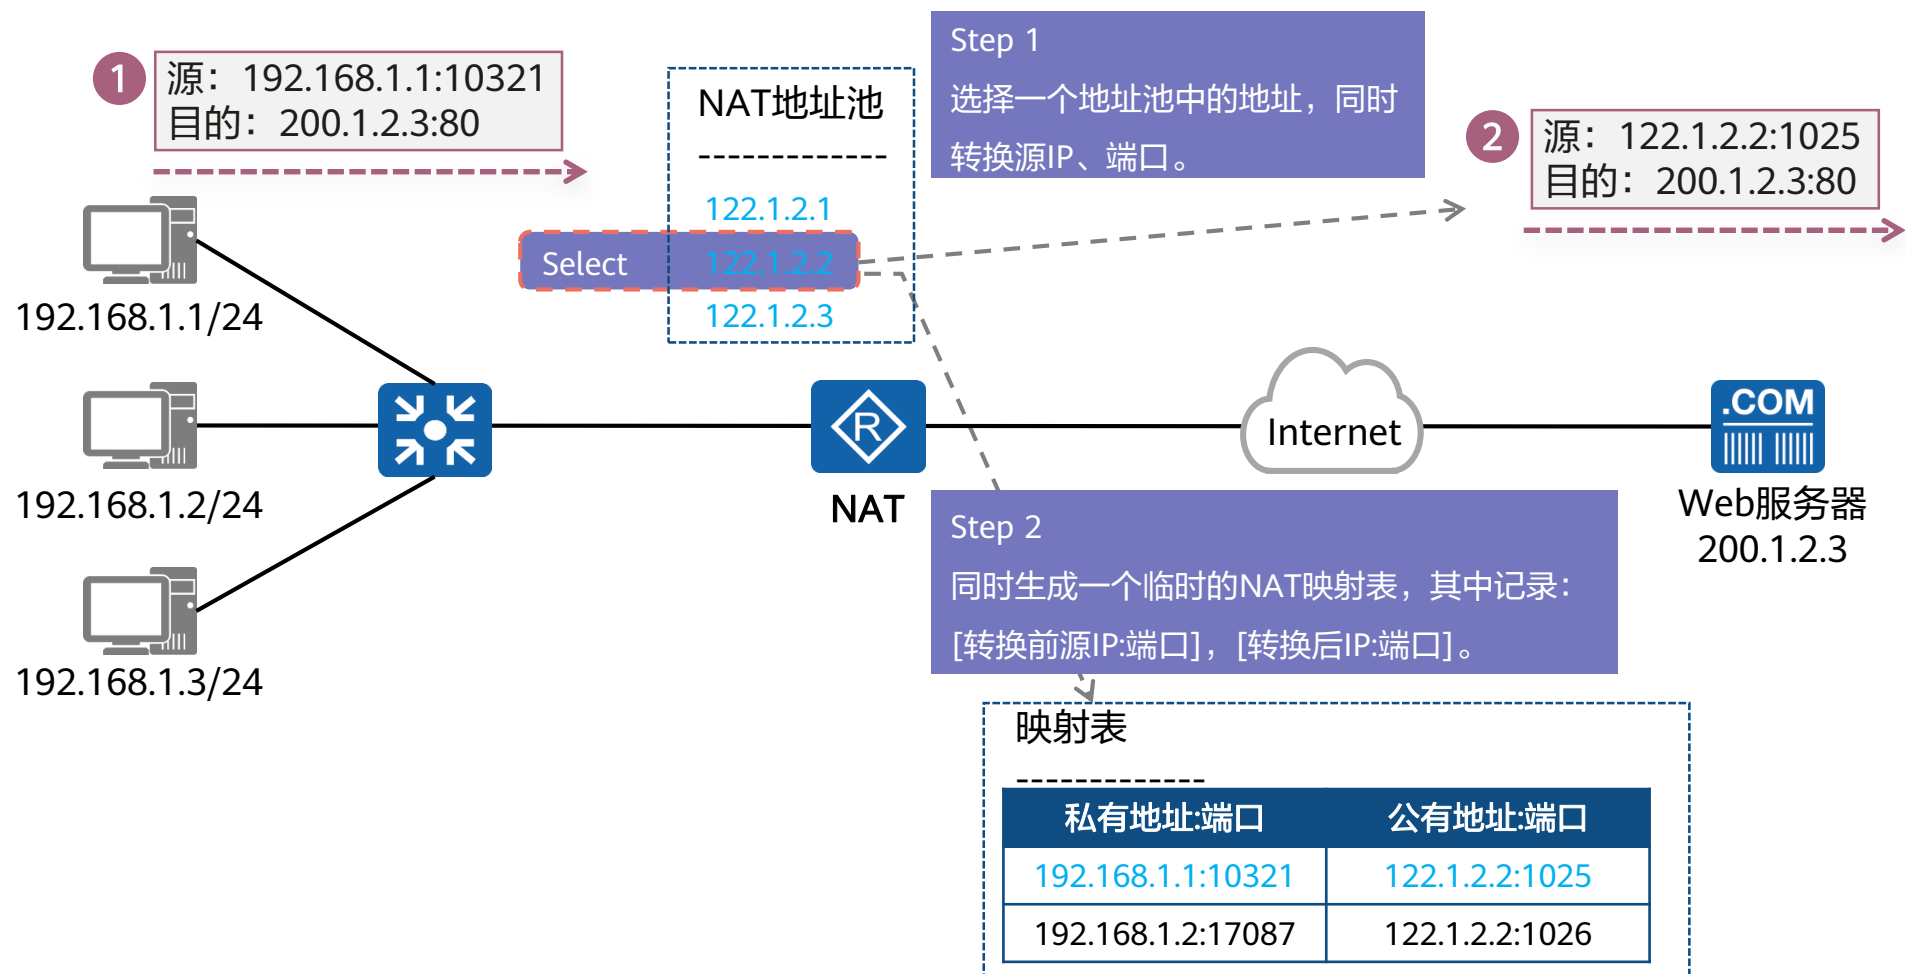 1
源：192.168.1.1:10321
目的：200.1.2.3:80
NAT地址池
------------
122.1.2.1
Select 122.1.2.2
122.1.2.3
Step 1
选择一个地址池中的地址，同时
转换源IP、端口。
2
源：122.1.2.2:1025
目的：200.1.2.3:80
192.168.1.1/24
192.168.1.2/24
192.168.1.3/24
R
NAT
Internet
.COM
Web服务器
200.1.2.3
Step 2
同时生成一个临时的NAT映射表，其中记录：
[转换前源IP:端口]，[转换后IP:端口]。
映射表
-------------
私有地址:端口 公有地址:端口
192.168.1.1:10321 122.1.2.2:1025
192.168.1.2:17087 122.1.2.2:1026